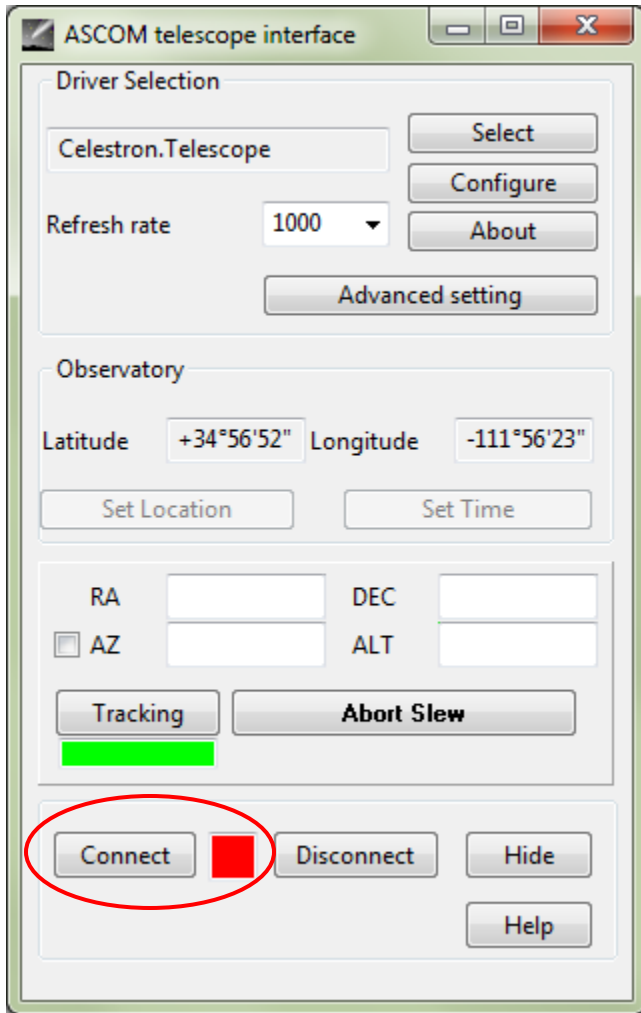 ASCOM telescope interface
Driver Selection
Celestron.Telescope
Select
Configure
Refresh rate 1000
About
Advanced setting
Observatory
Latitude +34°56'52" Longitude -111°56'23"
Set Location Set Time
RA DEC
AZ ALT
Tracking Abort Slew
Connect Disconnect Hide
Help